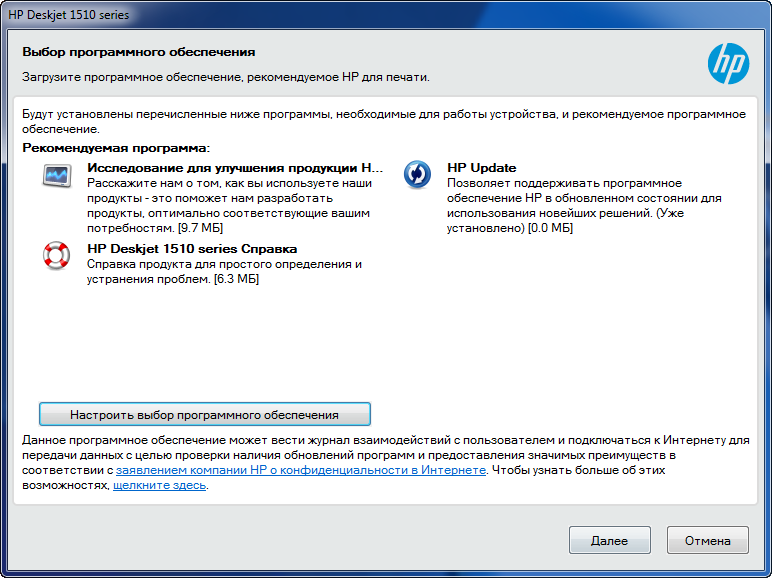 HP Deskjet 1510 series
Выбор программного обеспечения
Загрузите программное обеспечение, рекомендуемое HP для печати.
hp
Будут установлены перечисленные ниже программы, необходимые для работы устройства, и рекомендуемое программное
обеспечение.
Рекомендуемая программа:
Исследование для улучшения продукции H...
Расскажите нам о том, как вы используете наши
продукты - это поможет нам разработать
продукты, оптимально соответствующие вашим
потребностям. [9.7 МБ]
HP Update
Позволяет поддерживать программное
обеспечение HP в обновленном состоянии для
использования новейших решений. (Уже
установлено) [0.0 МБ]
HP Deskjet 1510 series Справка
Справка продукта для простого определения и
устранения проблем. [6.3 МБ]
Настроить выбор программного обеспечения
Данное программное обеспечение может вести журнал взаимодействий с пользователем и подключаться к Интернету для
передачи данных с целью проверки наличия обновлений программ и предоставления значимых преимуществ в
соответствии с заявлением компании HP о конфиденциальности в Интернете. Чтобы узнать больше об этих
возможностях, щелкните здесь.
Далее
Отмена